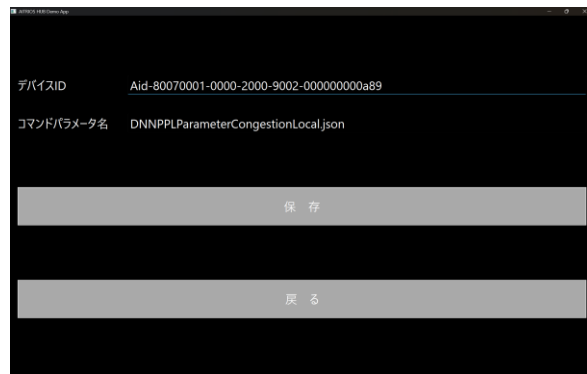 AITRIOS HUB Demo App
デバイスID Aid-80070001-0000-2000-9002-000000000a89
コマンドパラメータ名 DNNPPLParameterCongestionLocal.json
保 存
戻 る